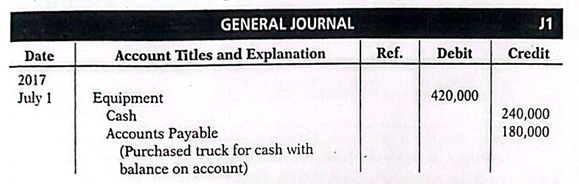 GENERAL JOURNAL J1
Date Account Titles and Explanation Ref. Debit Credit
2017
July 1 Equipment 420,000
Cash 240,000
Accounts Payable 180,000
(Purchased truck for cash with
balance on account)